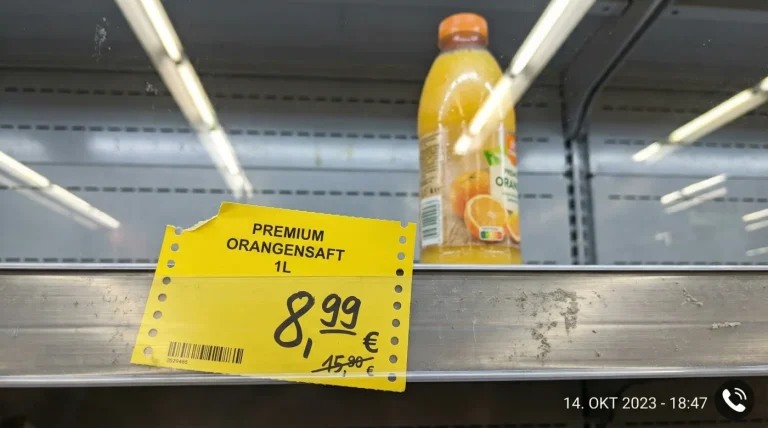 PREMIUM
ORANGENSAFT
1L
8,99
€
15,90 €
14. OKT 2023 - 18:47